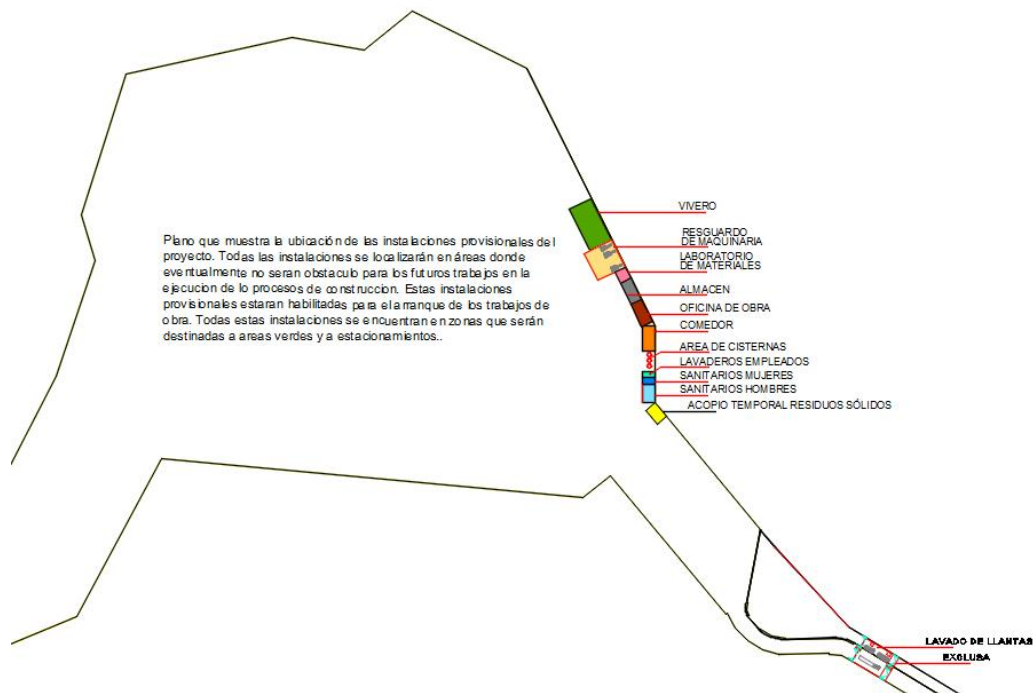 Plano que muestra la ubicación de las instalaciones provisionales del
proyecto. Todas las instalaciones se localizarán en áreas donde
eventualmente no seran obstaculo para los futuros trabajos en la
ejecucion de lo procesos de construccion. Estas instalaciones
provisionales estaran habilitadas para el arranque de los trabajos de
obra. Todas estas instalaciones se encuentran en zonas que serán
destinadas a areas verdes y a estacionamientos..
VIVERO
RESGUARDO
DE MAQUINARIA
LABORATORIO
DE MATERIALES
ALMACEN
OFICINA DE OBRA
COMEDOR
AREA DE CISTERNAS
LAVADEROS EMPLEADOS
SANITARIOS MUJERES
SANITARIOS HOMBRES
ACOPIO TEMPORAL RESIDUOS SÓLIDOS
LAVADO DE LLANTAS
EXCLUSA